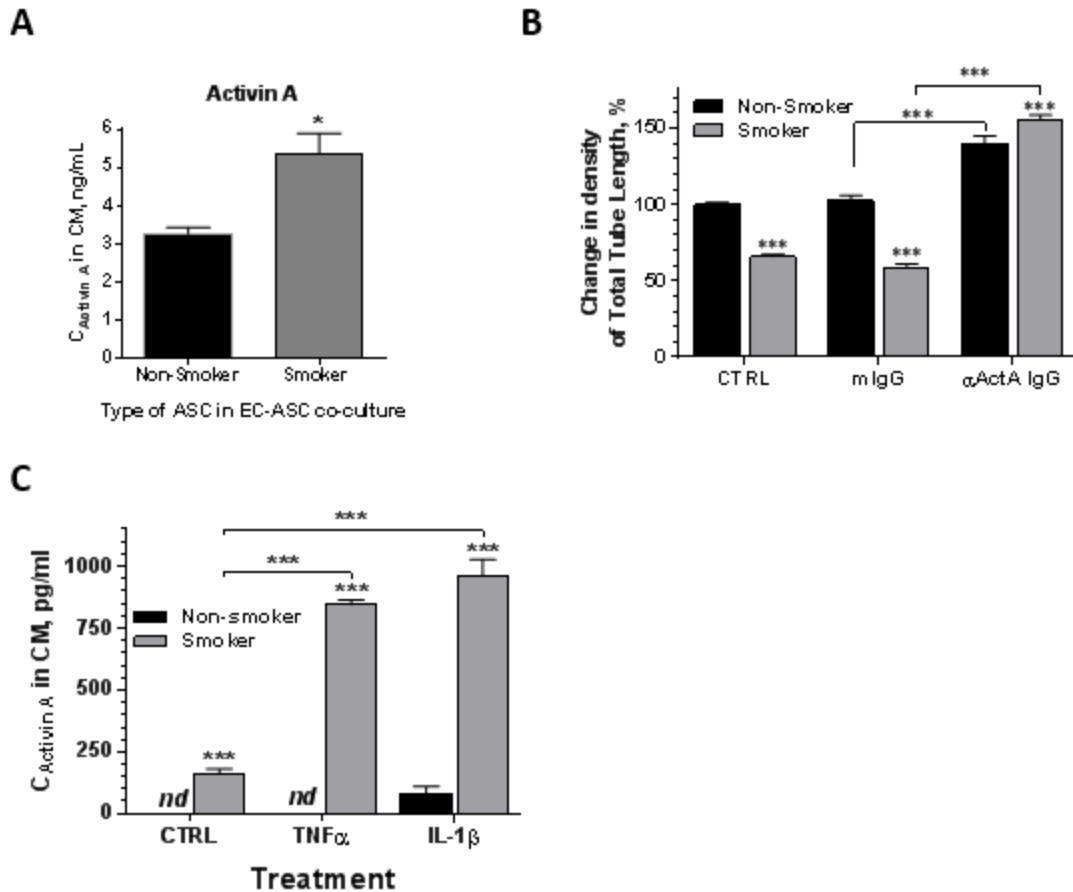 A
Activin A
*
C Activin A in CM, ng/mL
6
5
4
3
2
1
0
Non-Smoker Smoker
Type of ASC in EC-ASC co-culture
B
***
Non-Smoker
Smoker
***
***
Change in density
of Total Tube Length, %
150
100
50
0
***
***
CTRL mIgG αActA IgG
C
***
***
***
***
C Activin A in CM, pg/ml
1000
750
500
250
0
Non-smoker
Smoker
***
nd nd
CTRL TNFα IL-1β
Treatment